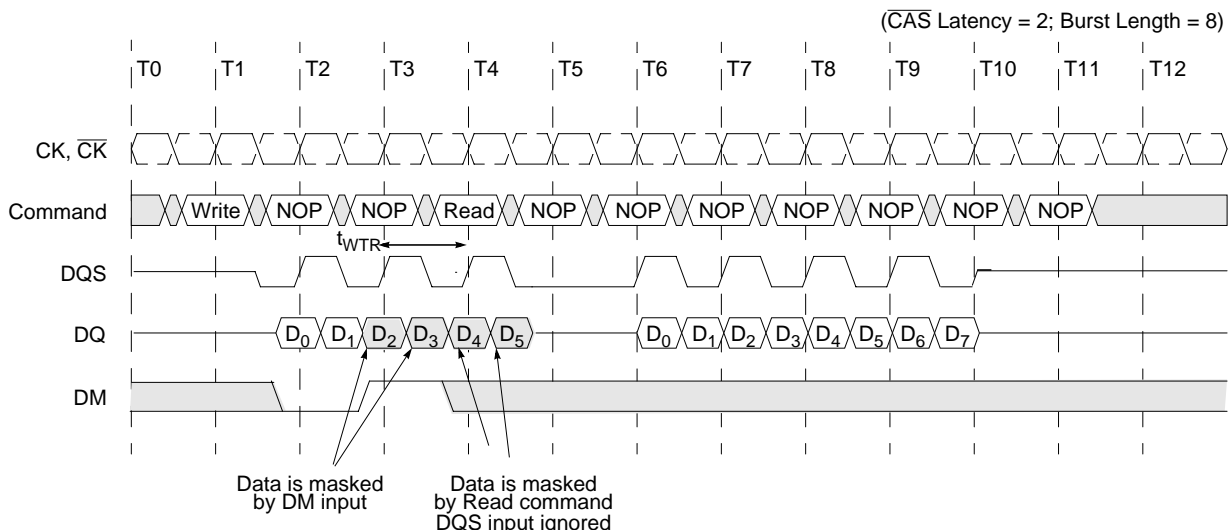 (CAS Latency = 2; Burst Length = 8)
T0 T1 T2 T3 T4 T5 T6 T7 T8 T9 T10 T11 T12
CK, CK
Command Write NOP NOP Read NOP NOP NOP NOP NOP NOP NOP
tWTR
DQS
DQ D0 D1 D2 D3 D4 D5 D0 D1 D2 D3 D4 D5 D6 D7
DM
Data is masked
by DM input
Data is masked
by Read command
DQS input ignored